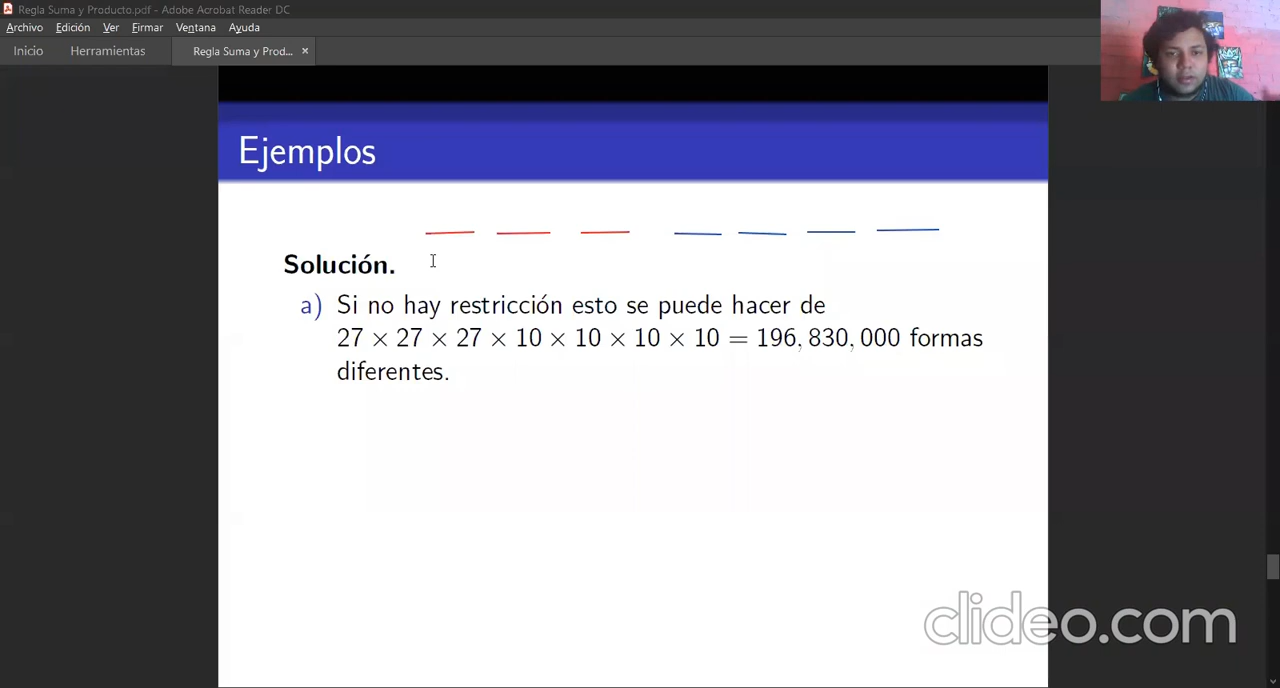 Regla Suma y Producto.pdf - Adobe Acrobat Reader DC
Archivo Edición Ver Firmar Ventana Ayuda
Inicio Herramientas Regla Suma y Prod... ×
Ejemplos
Solución.
a) Si no hay restricción esto se puede hacer de
27 × 27 × 27 × 10 × 10 × 10 × 10 = 196, 830, 000 formas
diferentes.
clideo.com